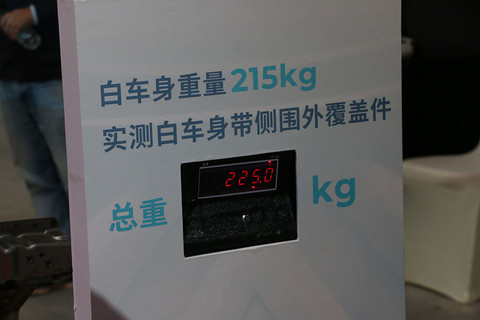 白车身重量215kg
实测白车身带侧围外覆盖件
总重 225.0 kg